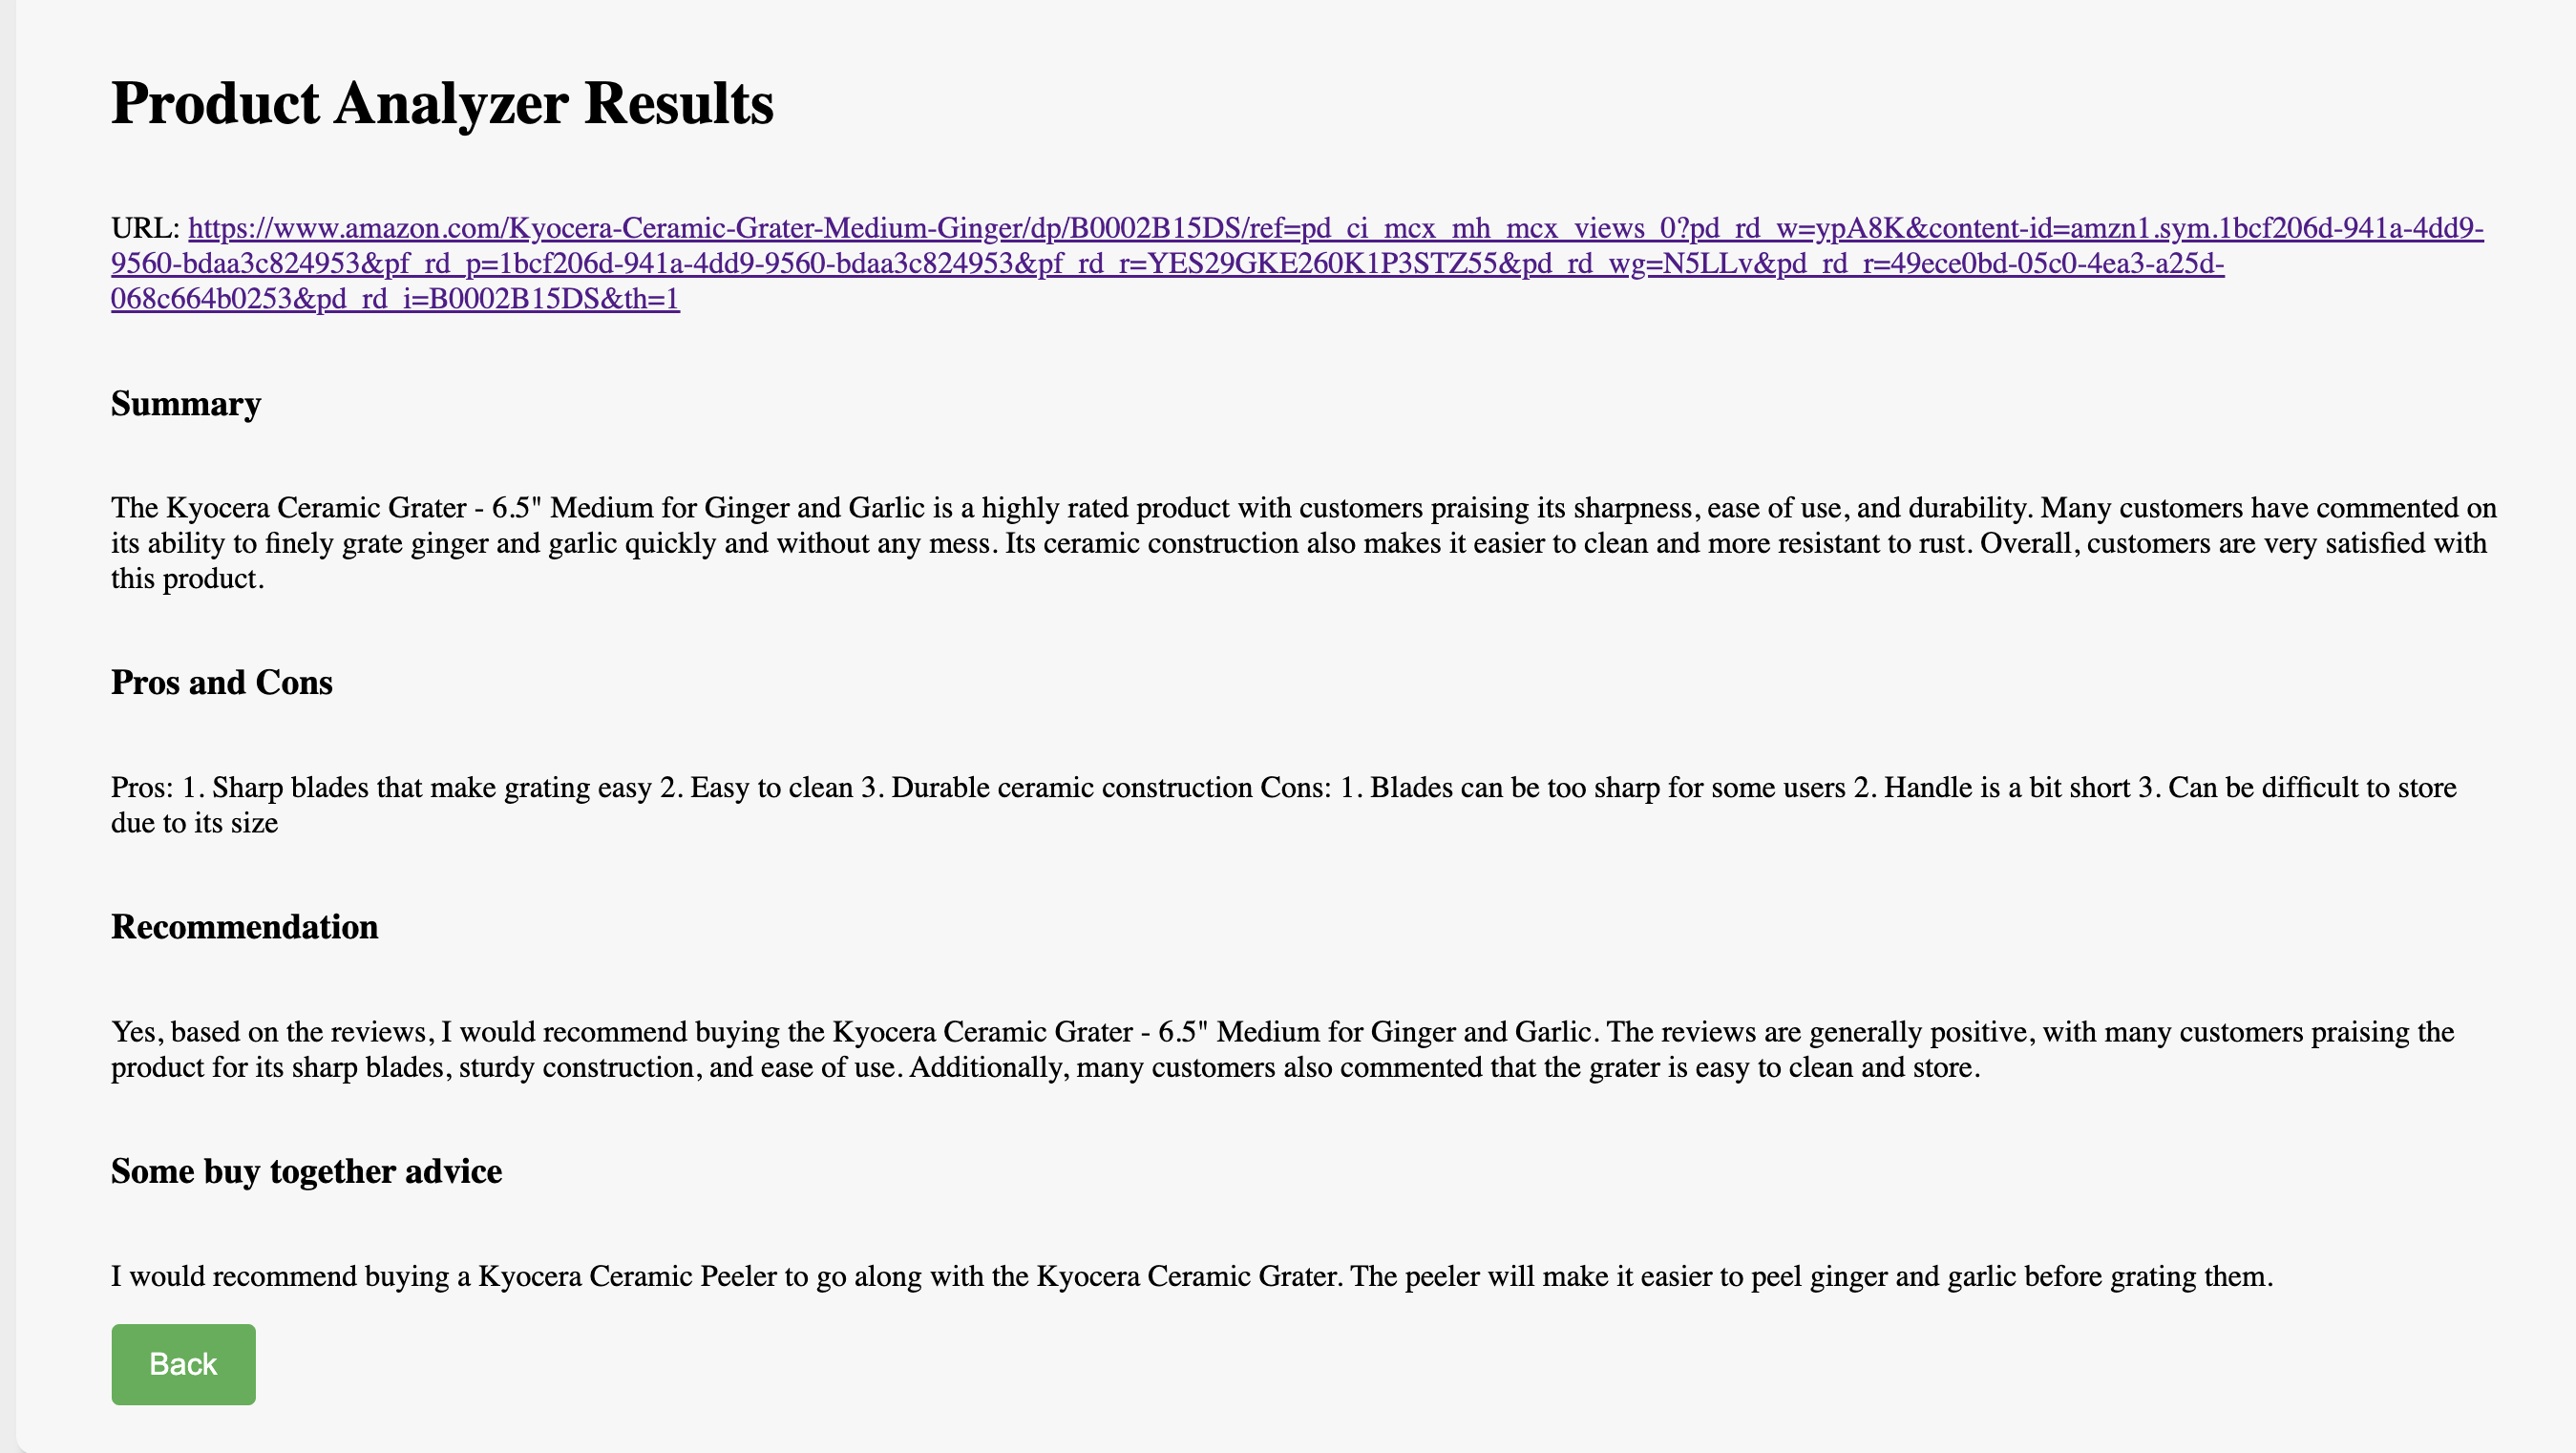 Product Analyzer Results
URL: https://www.amazon.com/Kyocera-Ceramic-Grater-Medium-Ginger/dp/B0002B15DS/ref=pd_ci_mcx_mh_mcx_views_0?pd_rd_w=ypA8K&content-id=amzn1.sym.1bcf206d-941a-4dd9-
9560-bdaa3c824953&pf_rd_p=1bcf206d-941a-4dd9-9560-bdaa3c824953&pf_rd_r=YES29GKE260K1P3STZ55&pd_rd_wg=N5LLv&pd_rd_r=49ece0bd-05c0-4ea3-a25d-
068c664b0253&pd_rd_i=B0002B15DS&th=1
Summary
The Kyocera Ceramic Grater - 6.5" Medium for Ginger and Garlic is a highly rated product with customers praising its sharpness, ease of use, and durability. Many customers have commented on
its ability to finely grate ginger and garlic quickly and without any mess. Its ceramic construction also makes it easier to clean and more resistant to rust. Overall, customers are very satisfied with
this product.
Pros and Cons
Pros: 1. Sharp blades that make grating easy 2. Easy to clean 3. Durable ceramic construction Cons: 1. Blades can be too sharp for some users 2. Handle is a bit short 3. Can be difficult to store
due to its size
Recommendation
Yes, based on the reviews, I would recommend buying the Kyocera Ceramic Grater - 6.5" Medium for Ginger and Garlic. The reviews are generally positive, with many customers praising the
product for its sharp blades, sturdy construction, and ease of use. Additionally, many customers also commented that the grater is easy to clean and store.
Some buy together advice
I would recommend buying a Kyocera Ceramic Peeler to go along with the Kyocera Ceramic Grater. The peeler will make it easier to peel ginger and garlic before grating them.
Back